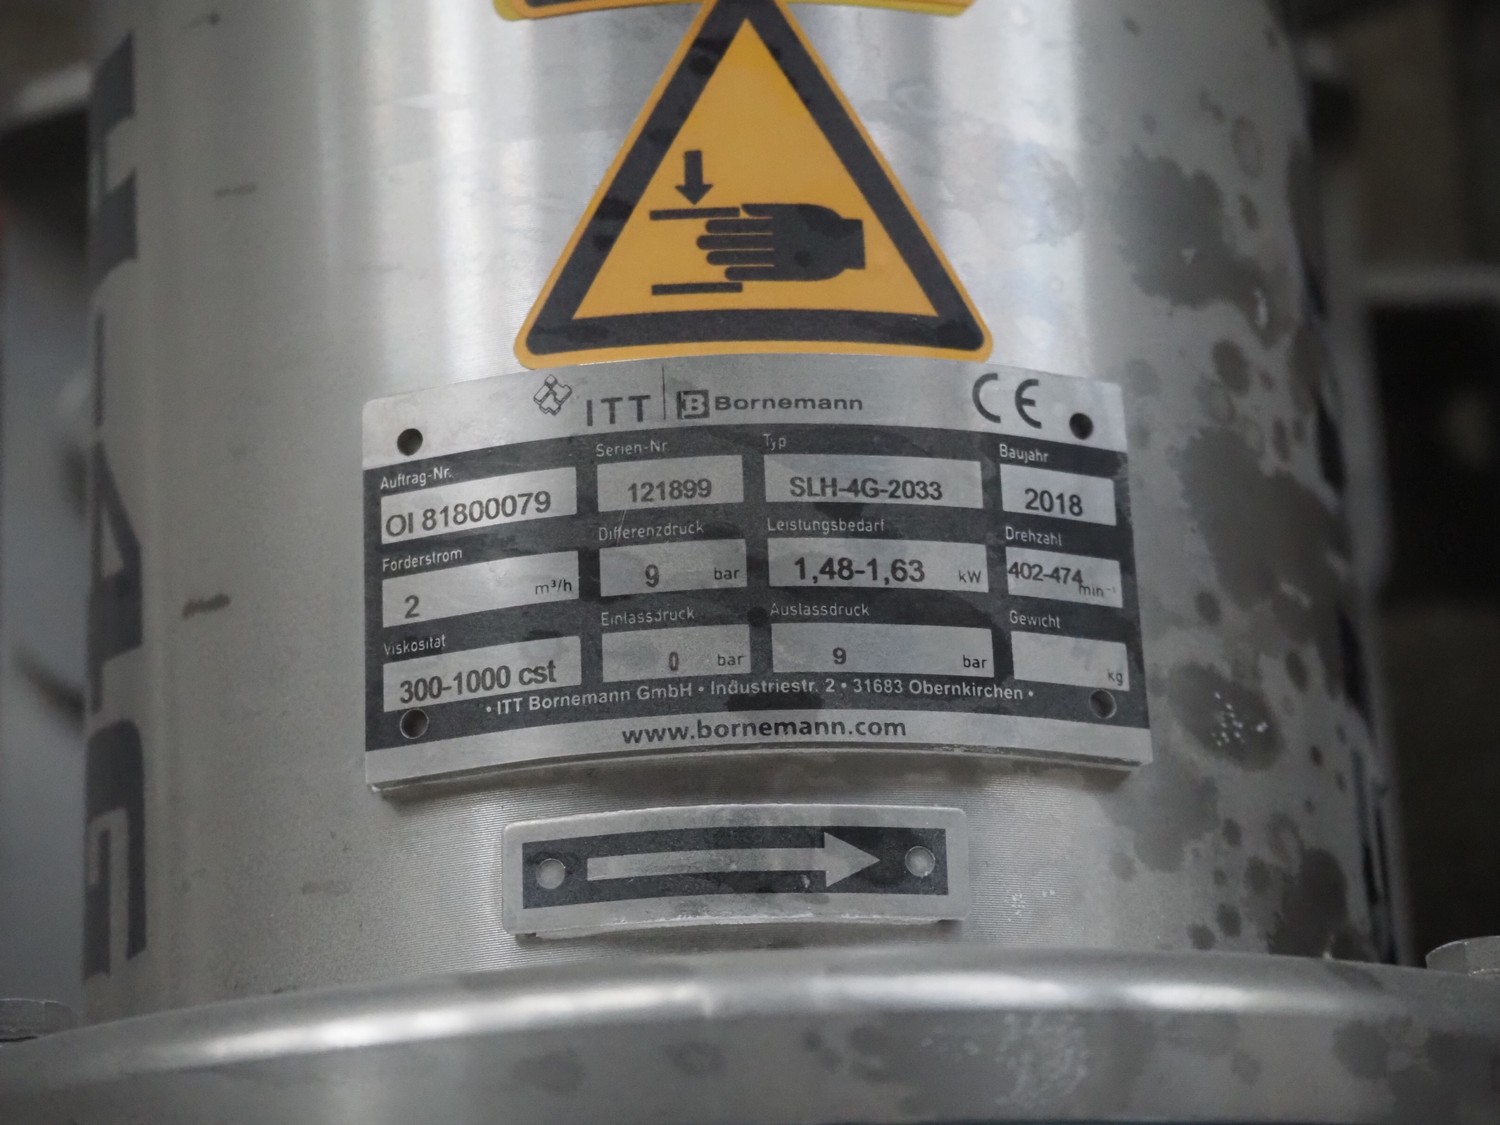 ITT Bornemann CE
Auftrag-Nr. Serien-Nr Typ Baujahr
OI 81800079 121899 SLH-4G-2033 2018
Förderstrom Differenzdruck Leistungsbedarf Drehzahl
2 m³/h 9 bar 1,48-1,63 kW 402-474 min⁻¹
Viskosität Einlassdruck Auslassdruck Gewicht
300-1000 cst 0 bar 9 bar kg
• ITT Bornemann GmbH • Industriestr. 2 • 31683 Obernkirchen •
www.bornemann.com